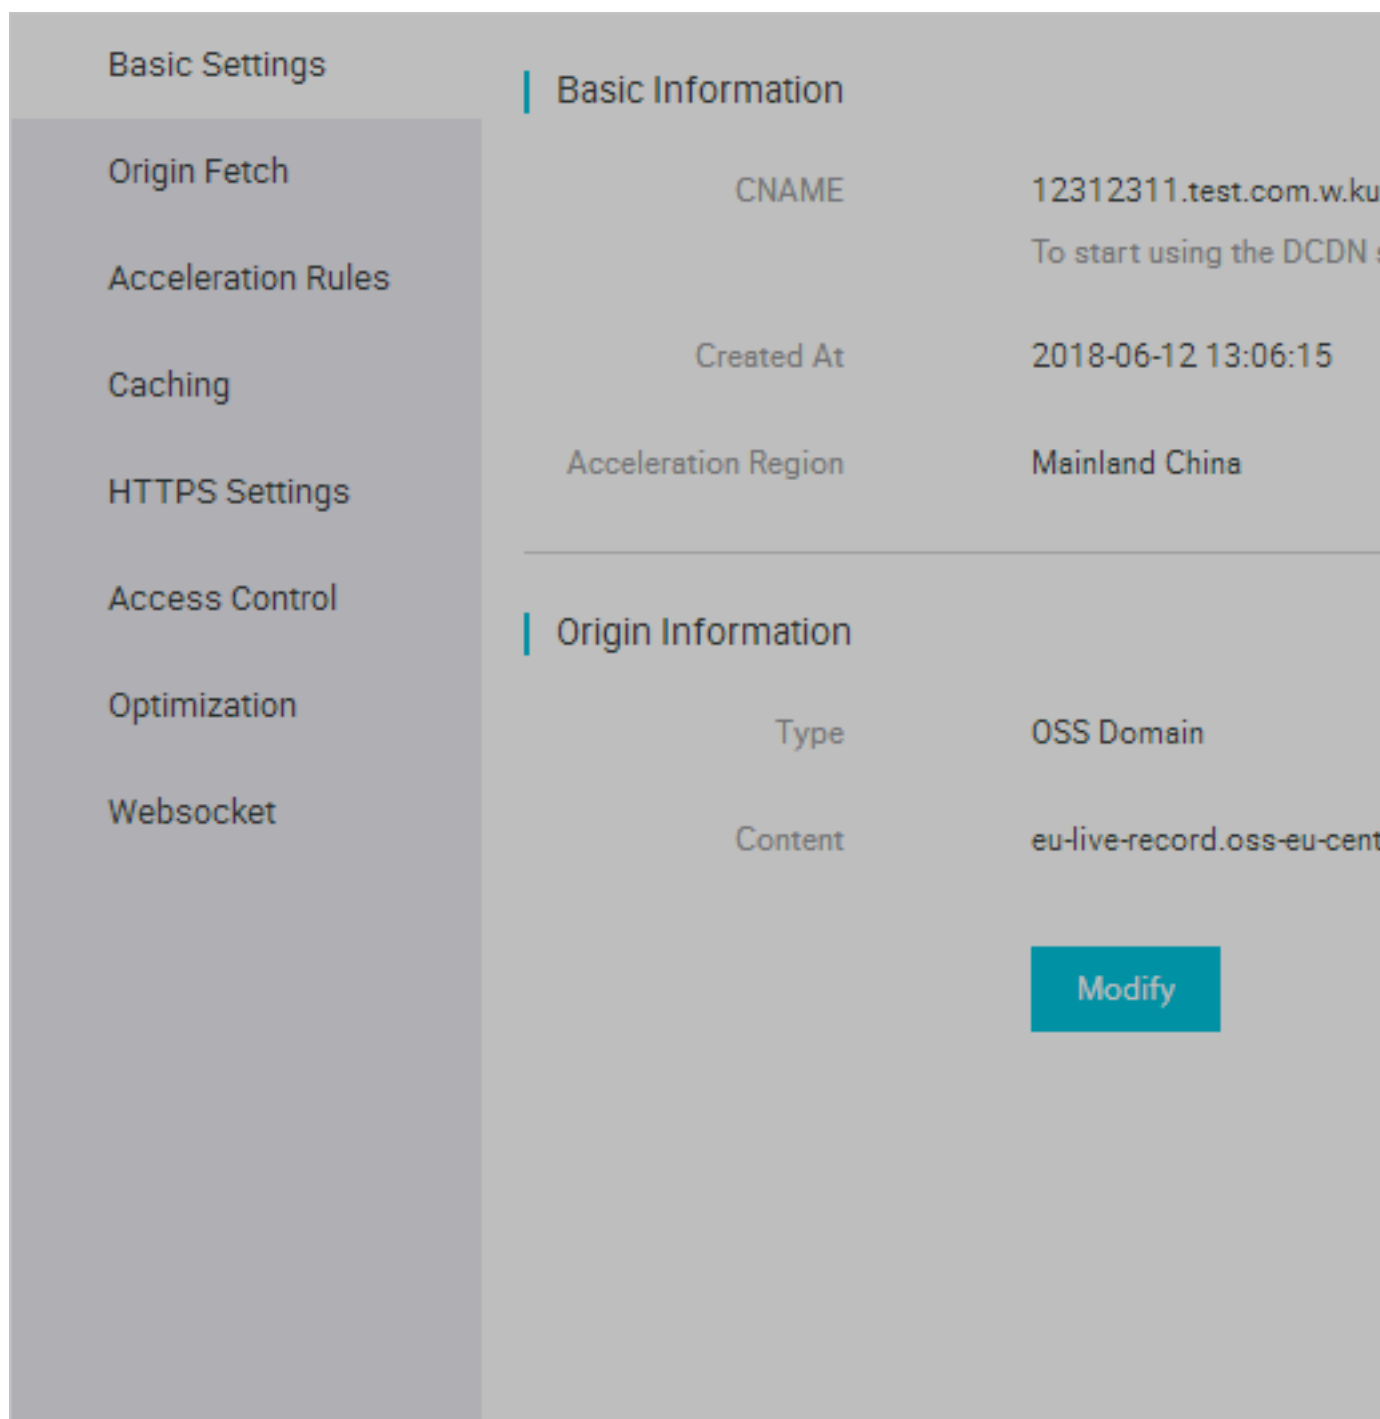 Basic Settings
Origin Fetch
Acceleration Rules
Caching
HTTPS Settings
Access Control
Optimization
Websocket
Basic Information
CNAME 12312311.test.com.w.ku
To start using the DCDN
Created At 2018-06-12 13:06:15
Acceleration Region Mainland China
Origin Information
Type OSS Domain
Content eu-live-record.oss-eu-cent
Modify